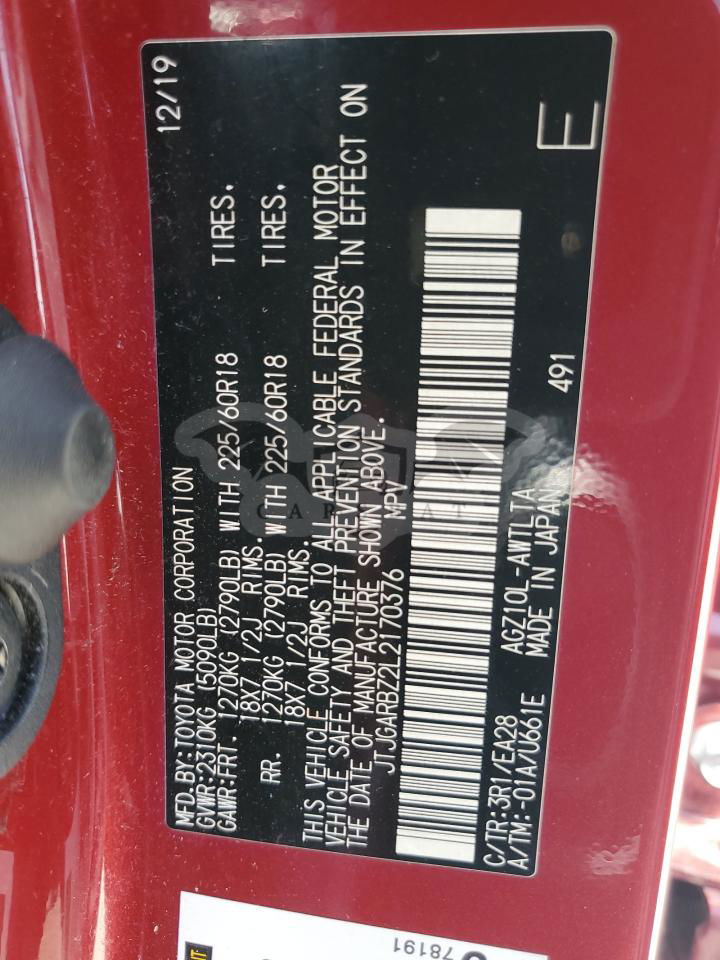 12/19
MFD.BY:TOYOTA MOTOR CORPORATION
GVWR:2310KG (5090LB)
GAWR:FRT. 1270KG (2790LB) WITH 225/60R18 TIRES.
18X7 1/2J RIMS.
RR. 1270KG (2790LB) WITH 225/60R18 TIRES.
18X7 1/2J RIMS.
THIS VEHICLE CONFORMS TO ALL APPLICABLE FEDERAL MOTOR
VEHICLE SAFETY AND THEFT PREVENTION STANDARDS IN EFFECT ON
THE DATE OF MANUFACTURE SHOWN ABOVE.
JTJGARBZ2L2170376 MPV
C/TR:3R1/EA28 AGZ10L-AWTLTA 491
A/TM:-01A/U661E MADE IN JAPAN
E
78191